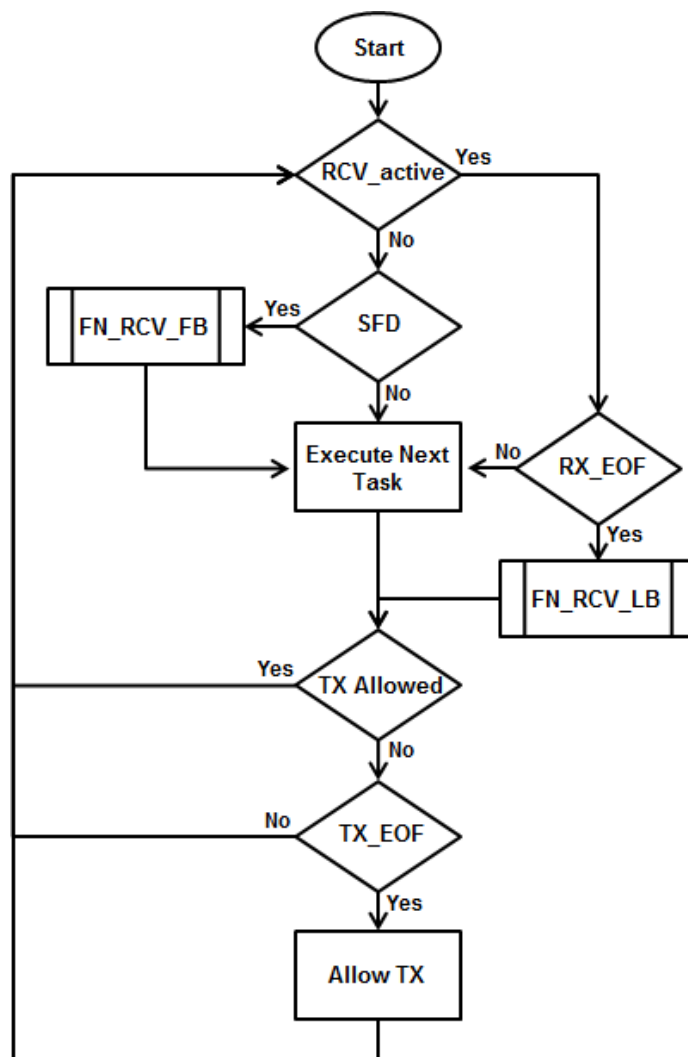 Start
RCV_active
Yes
No
SFD
Yes
FN_RCV_FB
No
Execute Next
Task
No
RX_EOF
Yes
FN_RCV_LB
TX Allowed
Yes
No
TX_EOF
No
Yes
Allow TX